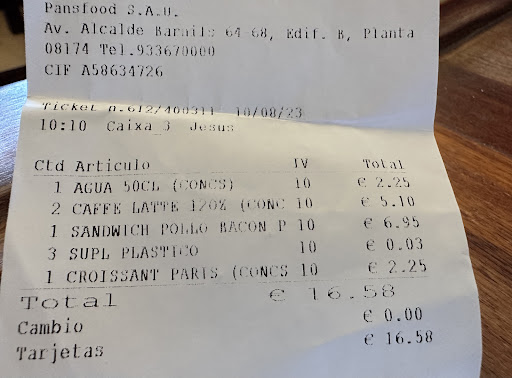 Pansfood S.A.U.
Av. Alcalde Barnils 64-68, Edif. B, Planta
08174 Tel.933670000
CIF A58634726
Ticket n.612/400311 10/08/23
10:10 Caixa 3 Jesus
Ctd Articulo IV Total
1 AGUA 50CL (CONCS) 10 € 2.25
2 CAFFE LATTE 12OZ (CONC 10 € 5.10
1 SANDWICH POLLO BACON P 10 € 6.95
3 SUPL PLASTICO 10 € 0.03
1 CROISSANT PARIS (CONCS 10 € 2.25
Total € 16.58
Cambio € 0.00
Tarjetas € 16.58